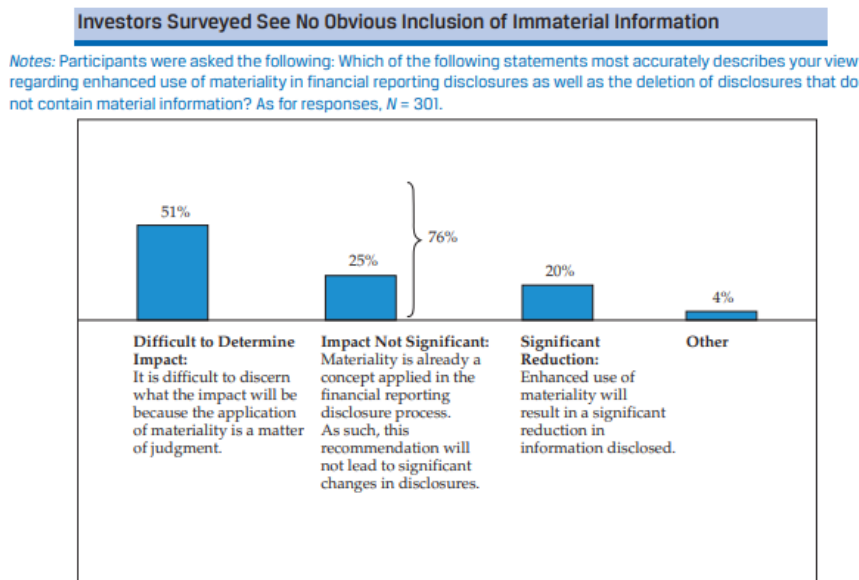 Investors Surveyed See No Obvious Inclusion of Immaterial Information
Notes: Participants were asked the following: Which of the following statements most accurately describes your view
regarding enhanced use of materiality in financial reporting disclosures as well as the deletion of disclosures that do
not contain material information? As for responses, N = 301.
51%
25%
76%
20%
4%
Difficult to Determine
Impact:
It is difficult to discern
what the impact will be
because the application
of materiality is a matter
of judgment.
Impact Not Significant:
Materiality is already a
concept applied in the
financial reporting
disclosure process.
As such, this
recommendation will
not lead to significant
changes in disclosures.
Significant
Reduction:
Enhanced use of
materiality will
result in a significant
reduction in
information disclosed.
Other